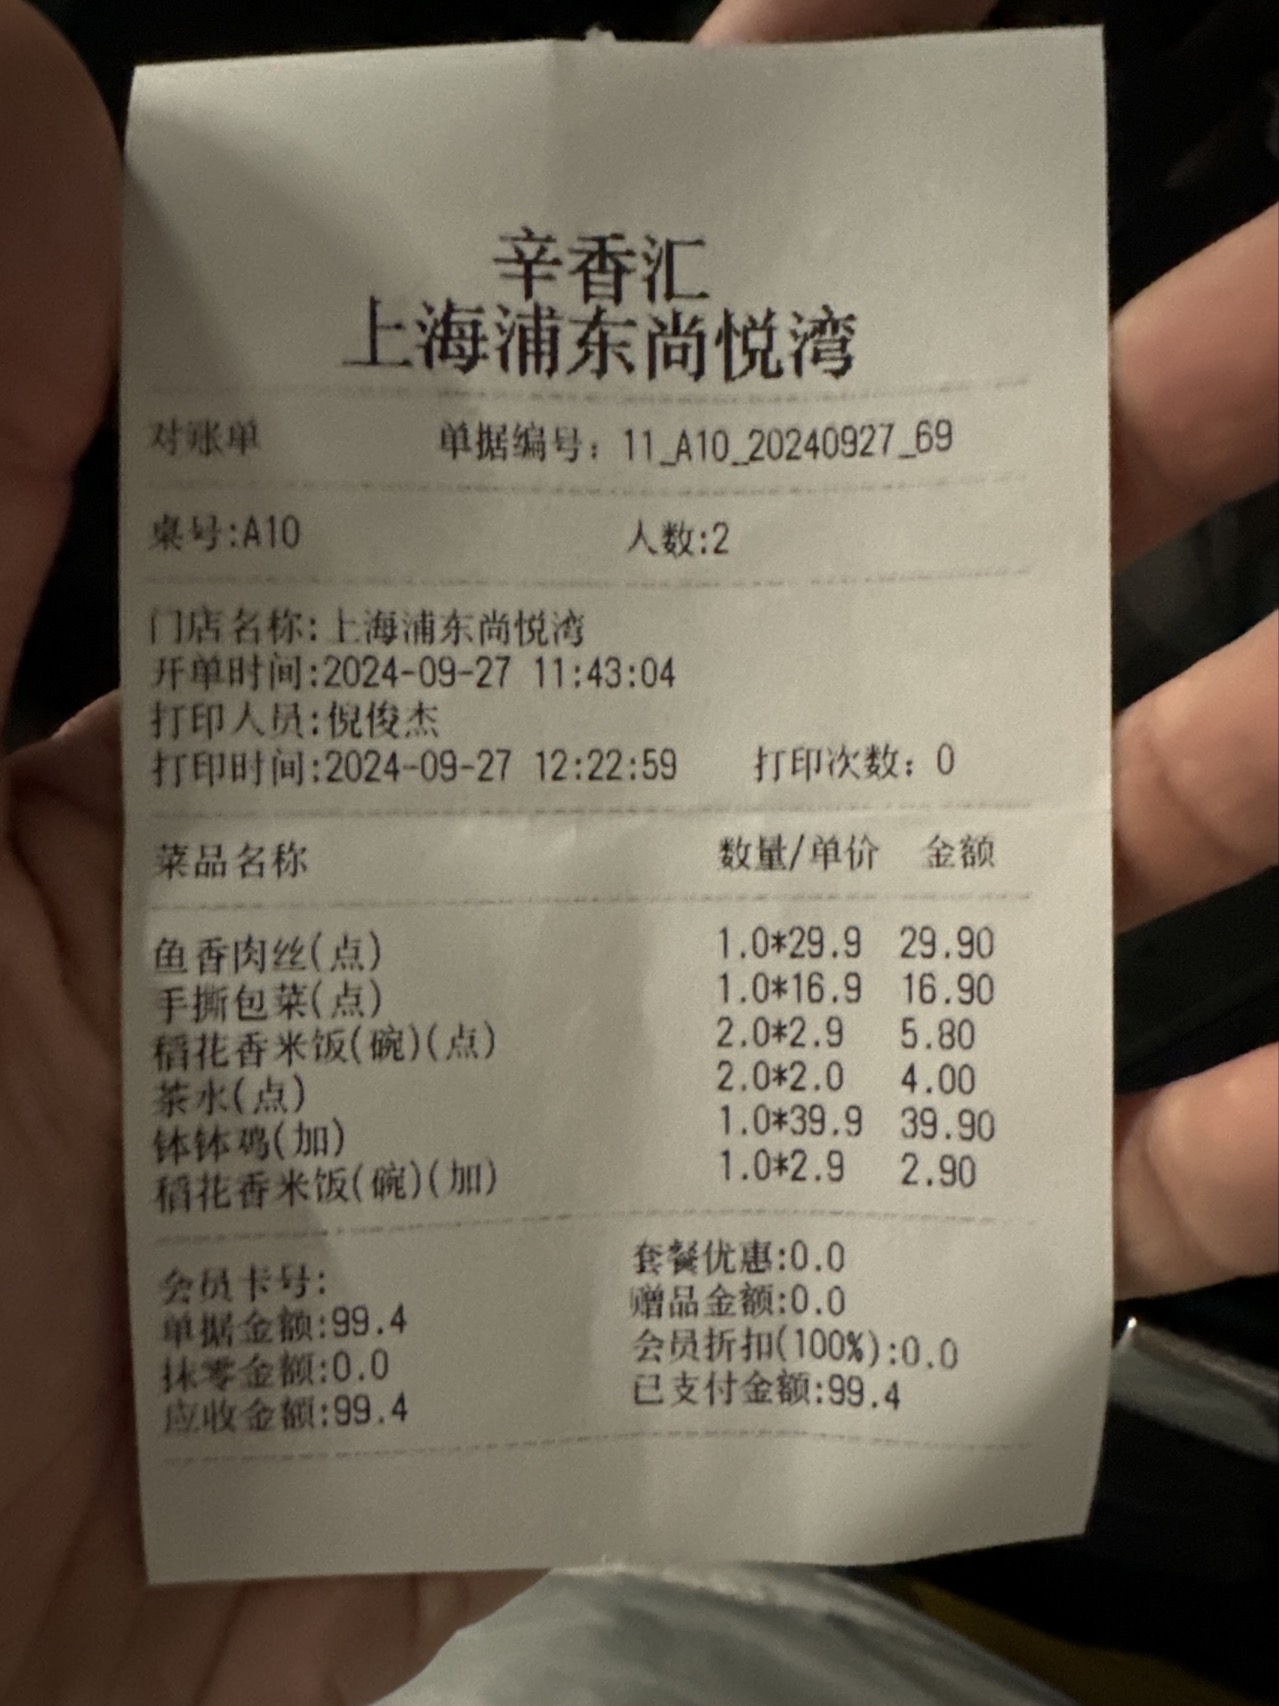 辛香汇
上海浦东尚悦湾
对账单 单据编号：11_A10_20240927_69
桌号:A10 人数:2
门店名称:上海浦东尚悦湾
开单时间:2024-09-27 11:43:04
打印人员:倪俊杰
打印时间:2024-09-27 12:22:59 打印次数：0
菜品名称 数量/单价 金额
鱼香肉丝(点) 1.0*29.9 29.90
手撕包菜(点) 1.0*16.9 16.90
稻花香米饭(碗)(点) 2.0*2.9 5.80
茶水(点) 2.0*2.0 4.00
钵钵鸡(加) 1.0*39.9 39.90
稻花香米饭(碗)(加) 1.0*2.9 2.90
会员卡号: 套餐优惠:0.0
单据金额:99.4 赠品金额:0.0
抹零金额:0.0 会员折扣(100%):0.0
应收金额:99.4 已支付金额:99.4